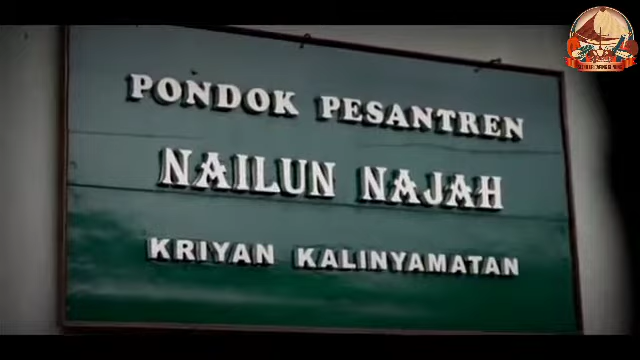 PONDOK PESANTREN
NAILUN NAJAH
KRIYAN KALINYAMATAN